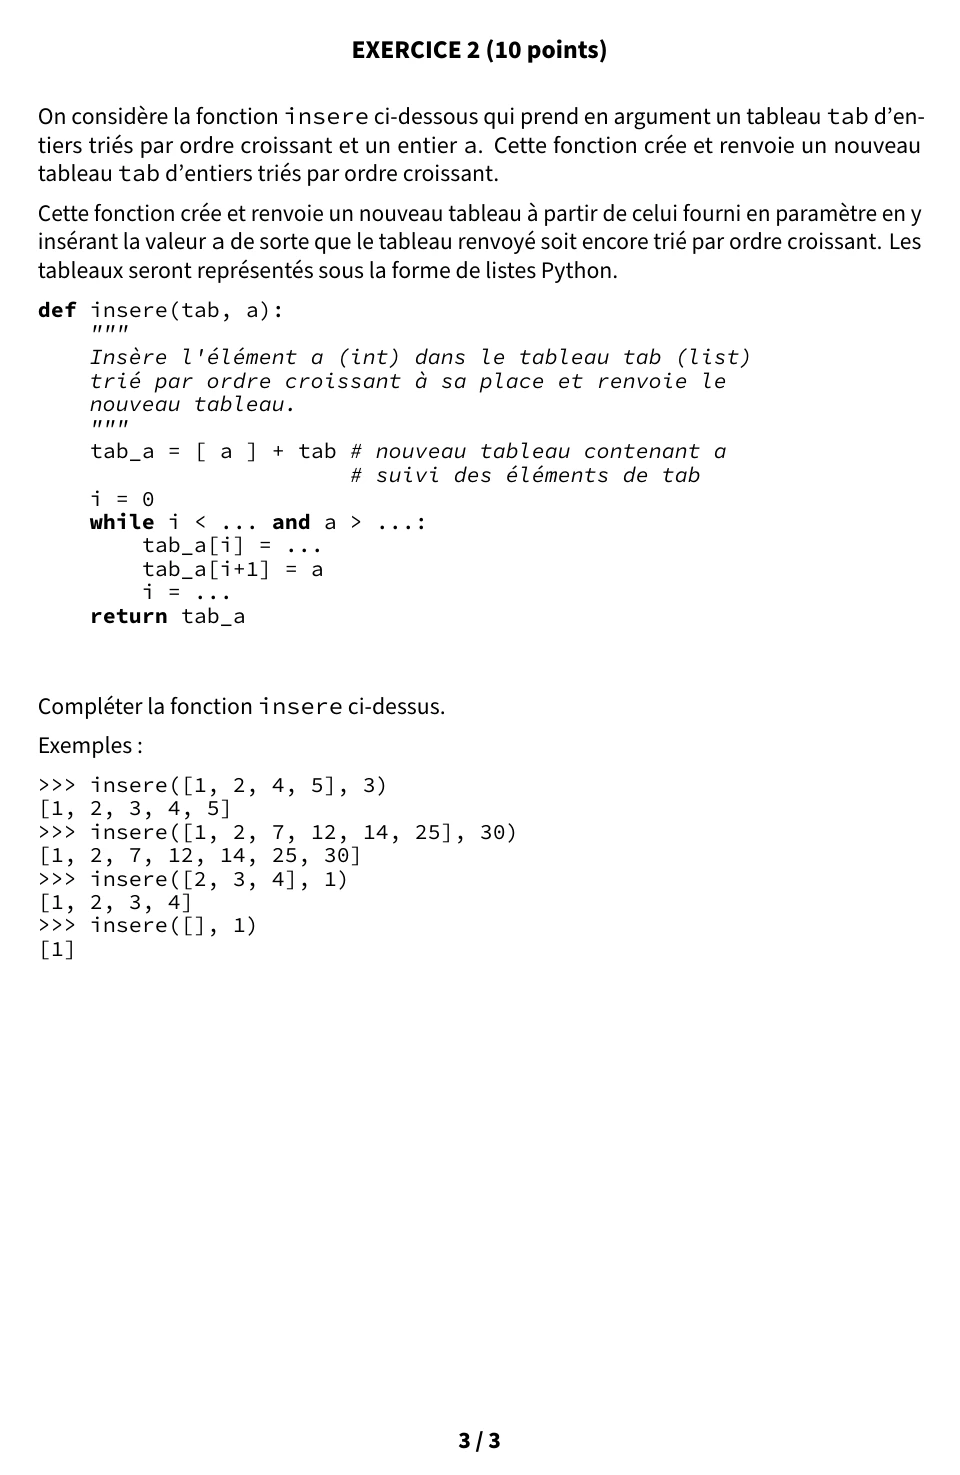 EXERCICE 2 (10 points)
On considère la fonction insere ci-dessous qui prend en argument un tableau tab d’en-
tiers triés par ordre croissant et un entier a. Cette fonction crée et renvoie un nouveau
tableau tab d’entiers triés par ordre croissant.
Cette fonction crée et renvoie un nouveau tableau à partir de celui fourni en paramètre en y
insérant la valeur a de sorte que le tableau renvoyé soit encore trié par ordre croissant. Les
tableaux seront représentés sous la forme de listes Python.
def insere(tab, a):
    """
    Insère l'élément a (int) dans le tableau tab (list)
    trié par ordre croissant à sa place et renvoie le
    nouveau tableau.
    """
    tab_a = [ a ] + tab # nouveau tableau contenant a
                        # suivi des éléments de tab
    i = 0
    while i < ... and a > ...:
        tab_a[i] = ...
        tab_a[i+1] = a
        i = ...
    return tab_a
Compléter la fonction insere ci-dessus.
Exemples :
>>> insere([1, 2, 4, 5], 3)
[1, 2, 3, 4, 5]
>>> insere([1, 2, 7, 12, 14, 25], 30)
[1, 2, 7, 12, 14, 25, 30]
>>> insere([2, 3, 4], 1)
[1, 2, 3, 4]
>>> insere([], 1)
[1]
3 / 3